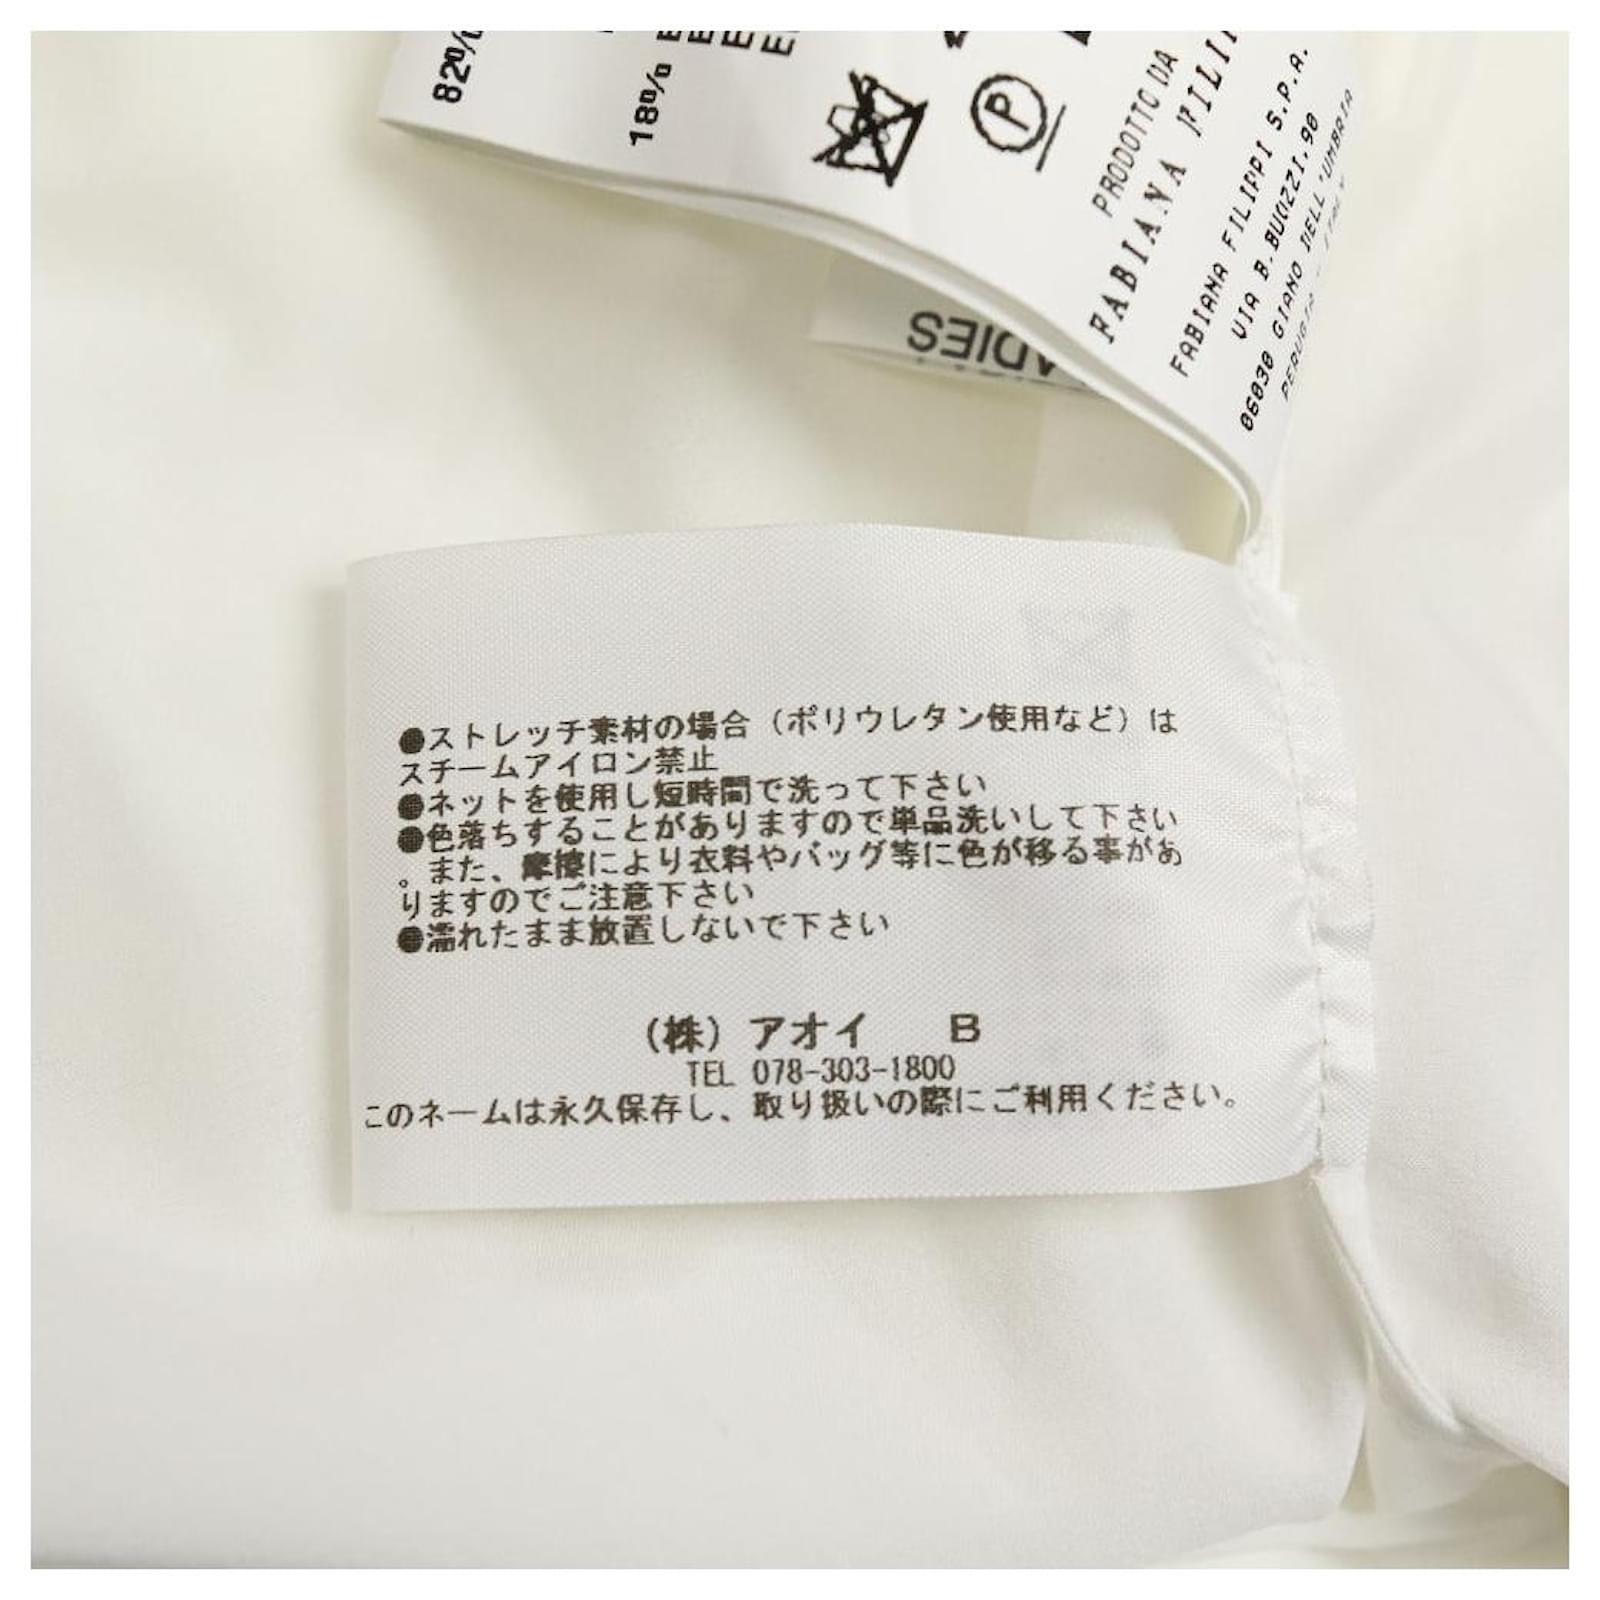 82%
18%
PRODOTTO DA
FABIANA FILI
FABIANA FILIPPI S.P.A.
VIA B.BUOZZI,90
06030 GIANO DELL'UMBRIA
PERUGIA
P
LADIES
●ストレッチ素材の場合（ポリウレタン使用など）は
スチームアイロン禁止
●ネットを使用し短時間で洗って下さい
●色落ちすることがありますので単品洗いして下さい
。また、摩擦により衣料やバッグ等に色が移る事があ
りますのでご注意下さい
●濡れたまま放置しないで下さい
（株）アオイ B
TEL 078-303-1800
このネームは永久保存し、取り扱いの際にご利用ください。